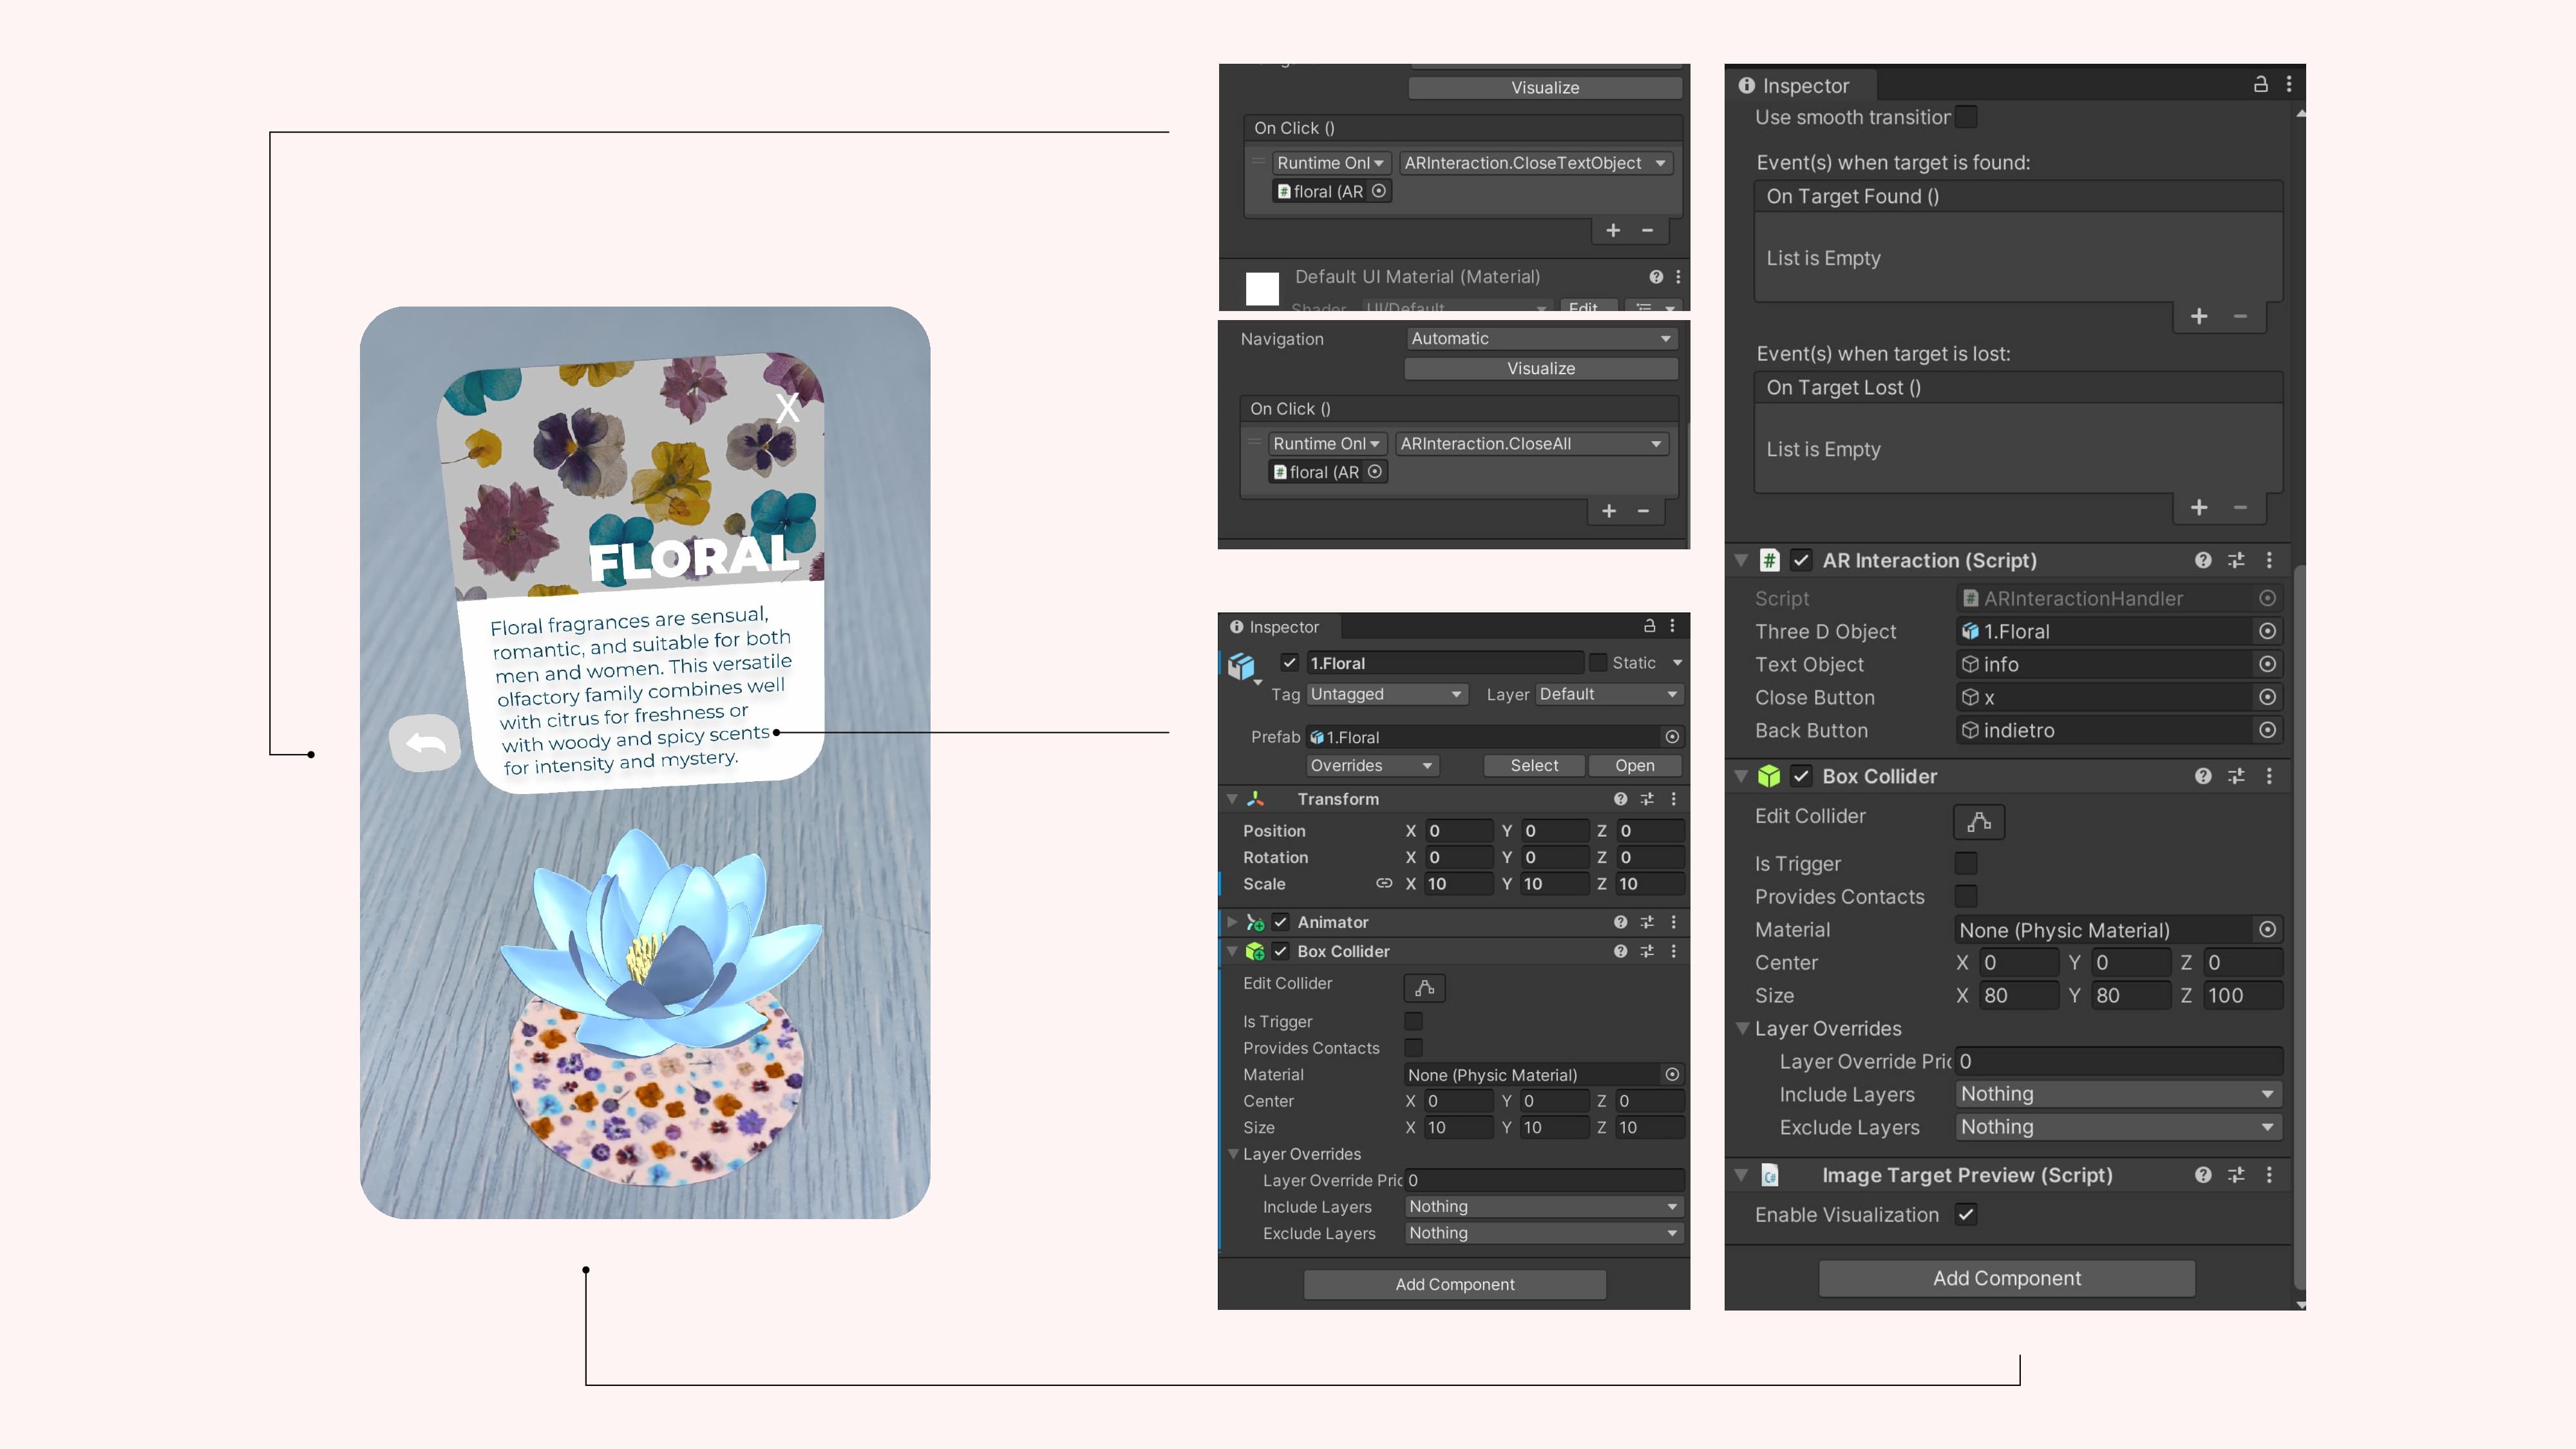 X
FLORAL
Floral fragrances are sensual,
romantic, and suitable for both
men and women. This versatile
olfactory family combines well
with citrus for freshness or
with woody and spicy scents
for intensity and mystery.
Visualize
On Click ()
Runtime Onl
ARInteraction.CloseTextObject
floral (AR
Default UI Material (Material)
Shader UI/Default Edit...
Navigation Automatic
Visualize
On Click ()
Runtime Onl
ARInteraction.CloseAll
floral (AR
Inspector
1.Floral Static
Tag Untagged Layer Default
Prefab 1.Floral
Overrides Select Open
Transform
Position X 0 Y 0 Z 0
Rotation X 0 Y 0 Z 0
Scale X 10 Y 10 Z 10
Animator
Box Collider
Edit Collider
Is Trigger
Provides Contacts
Material None (Physic Material)
Center X 0 Y 0 Z 0
Size X 10 Y 10 Z 10
Layer Overrides
Layer Override Pric 0
Include Layers Nothing
Exclude Layers Nothing
Add Component
Inspector
Use smooth transition
Event(s) when target is found:
On Target Found ()
List is Empty
Event(s) when target is lost:
On Target Lost ()
List is Empty
# AR Interaction (Script)
Script # ARInteractionHandler
Three D Object 1.Floral
Text Object info
Close Button x
Back Button indietro
Box Collider
Edit Collider
Is Trigger
Provides Contacts
Material None (Physic Material)
Center X 0 Y 0 Z 0
Size X 80 Y 80 Z 100
Layer Overrides
Layer Override Pric 0
Include Layers Nothing
Exclude Layers Nothing
C# Image Target Preview (Script)
Enable Visualization
Add Component